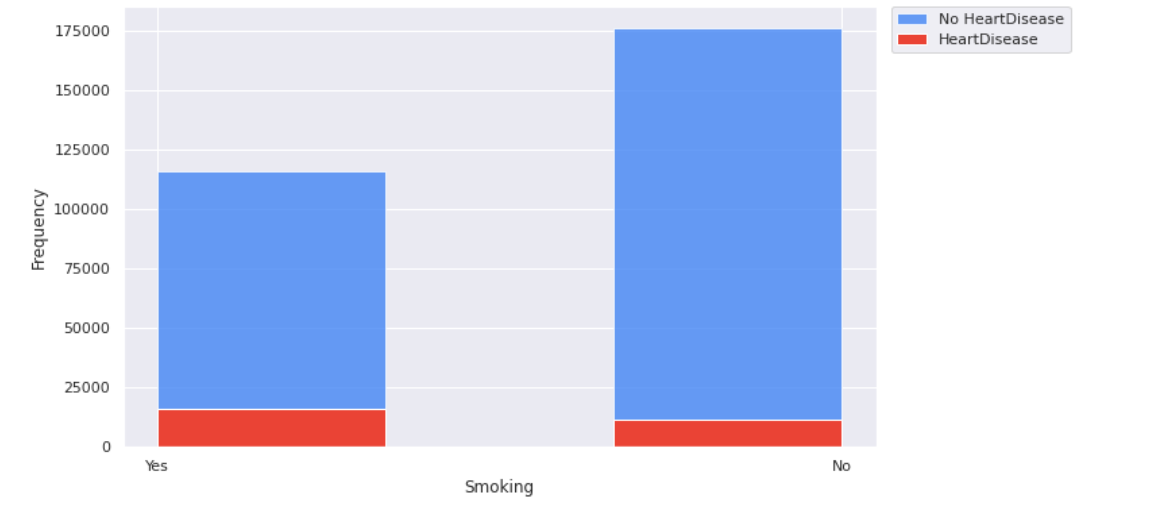 175000
150000
125000
100000
75000
50000
25000
0
Frequency
Yes
No
Smoking
No HeartDisease
HeartDisease